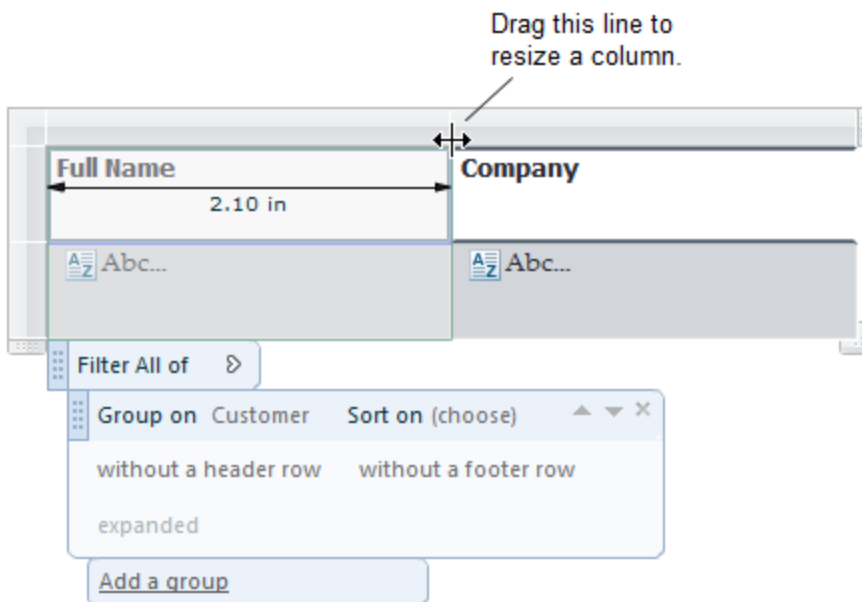 Drag this line to
resize a column.
Full Name
Company
2.10 in
Abc...
Abc...
Filter All of
Group on Customer Sort on (choose)
without a header row without a footer row
expanded
Add a group